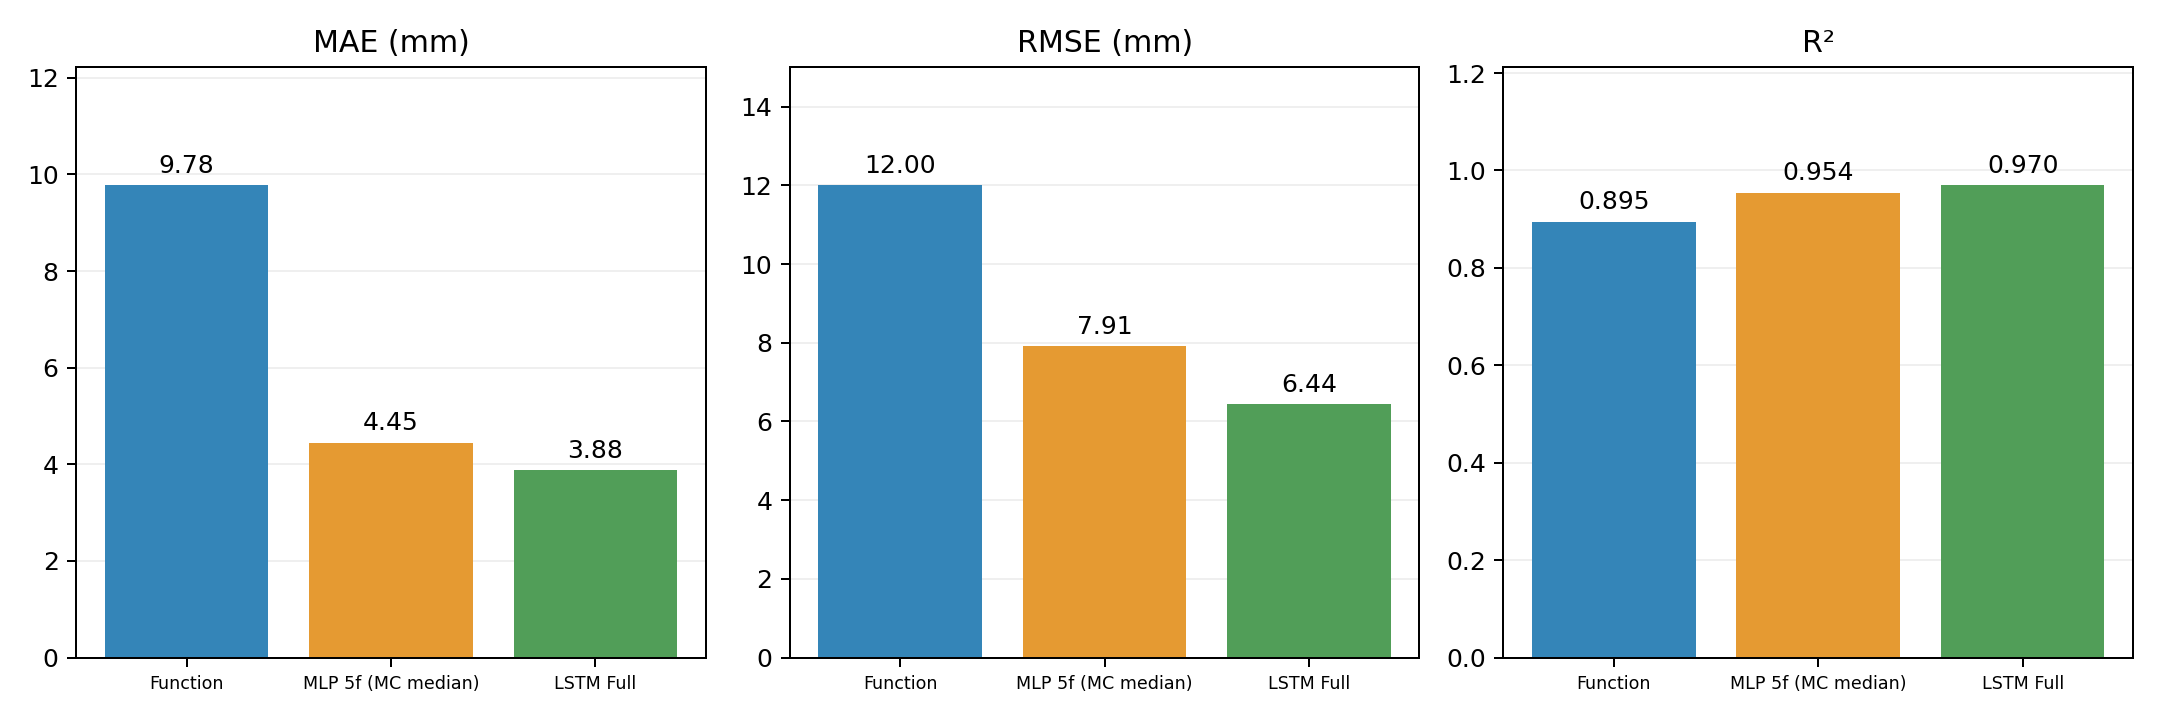 MAE (mm)
12
10
8
6
4
2
0
9.78
4.45
3.88
Function
MLP 5f (MC median)
LSTM Full
RMSE (mm)
14
12
10
8
6
4
2
0
12.00
7.91
6.44
Function
MLP 5f (MC median)
LSTM Full
R²
1.2
1.0
0.8
0.6
0.4
0.2
0.0
0.895
0.954
0.970
Function
MLP 5f (MC median)
LSTM Full